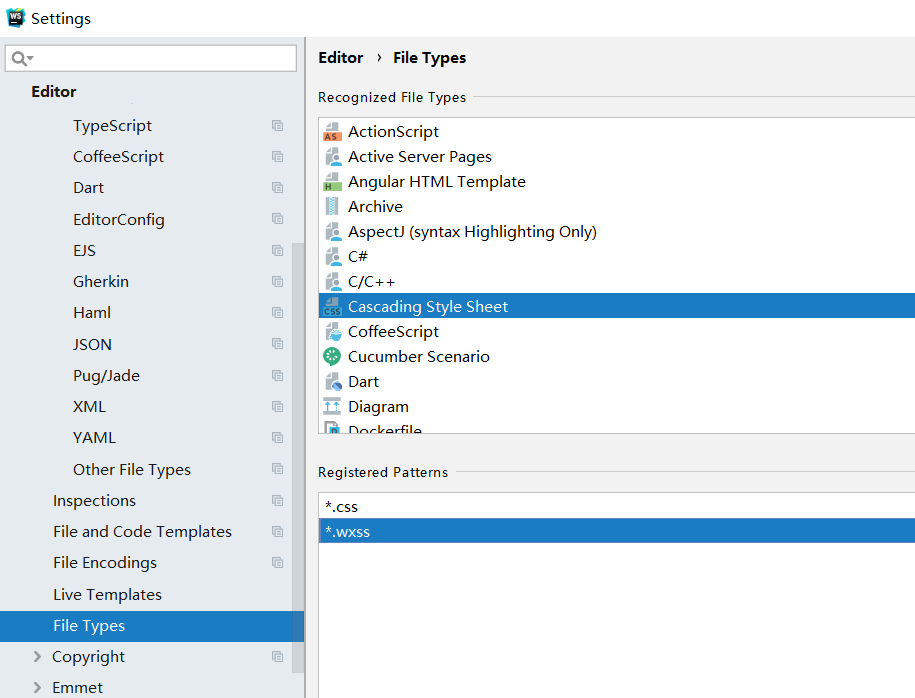 WS
Settings
Editor
TypeScript
CoffeeScript
Dart
EditorConfig
EJS
Gherkin
Haml
JSON
Pug/Jade
XML
YAML
Other File Types
Inspections
File and Code Templates
File Encodings
Live Templates
File Types
Copyright
Emmet
Editor › File Types
Recognized File Types
AS ActionScript
Active Server Pages
H Angular HTML Template
Archive
AspectJ (syntax Highlighting Only)
C#
C/C++
CSS Cascading Style Sheet
CoffeeScript
Cucumber Scenario
Dart
Diagram
D Dockerfile
Registered Patterns
*.css
*.wxss